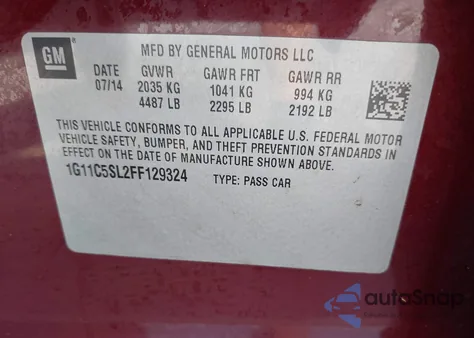 GM
MFD BY GENERAL MOTORS LLC
DATE GVWR GAWR FRT GAWR RR
07/14 2035 KG 1041 KG 994 KG
4487 LB 2295 LB 2192 LB
THIS VEHICLE CONFORMS TO ALL APPLICABLE U.S. FEDERAL MOTOR
VEHICLE SAFETY, BUMPER, AND THEFT PREVENTION STANDARDS IN
EFFECT ON THE DATE OF MANUFACTURE SHOWN ABOVE.
1G11C5SL2FF129324 TYPE: PASS CAR
autoSnap